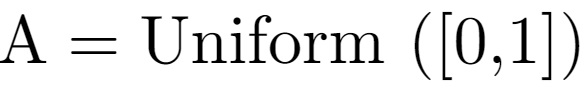 A = Uniform ([0,1])